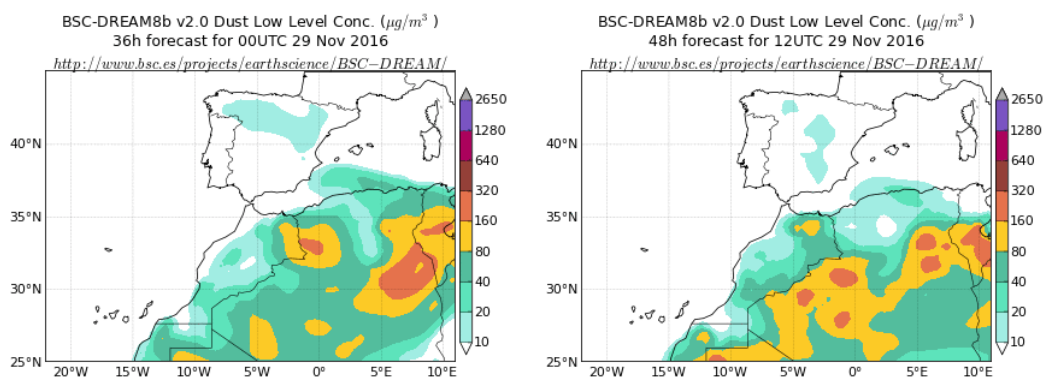 BSC-DREAM8b v2.0 Dust Low Level Conc. (μg/m³ )
36h forecast for 00UTC 29 Nov 2016
http://www.bsc.es/projects/earthscience/BSC−DREAM/
40°N
35°N
30°N
25°N
20°W
15°W
10°W
5°W
0°
5°E
10°E
2650
1280
640
320
160
80
40
20
10
BSC-DREAM8b v2.0 Dust Low Level Conc. (μg/m³ )
48h forecast for 12UTC 29 Nov 2016
http://www.bsc.es/projects/earthscience/BSC−DREAM/
40°N
35°N
30°N
25°N
20°W
15°W
10°W
5°W
0°
5°E
10°E
2650
1280
640
320
160
80
40
20
10